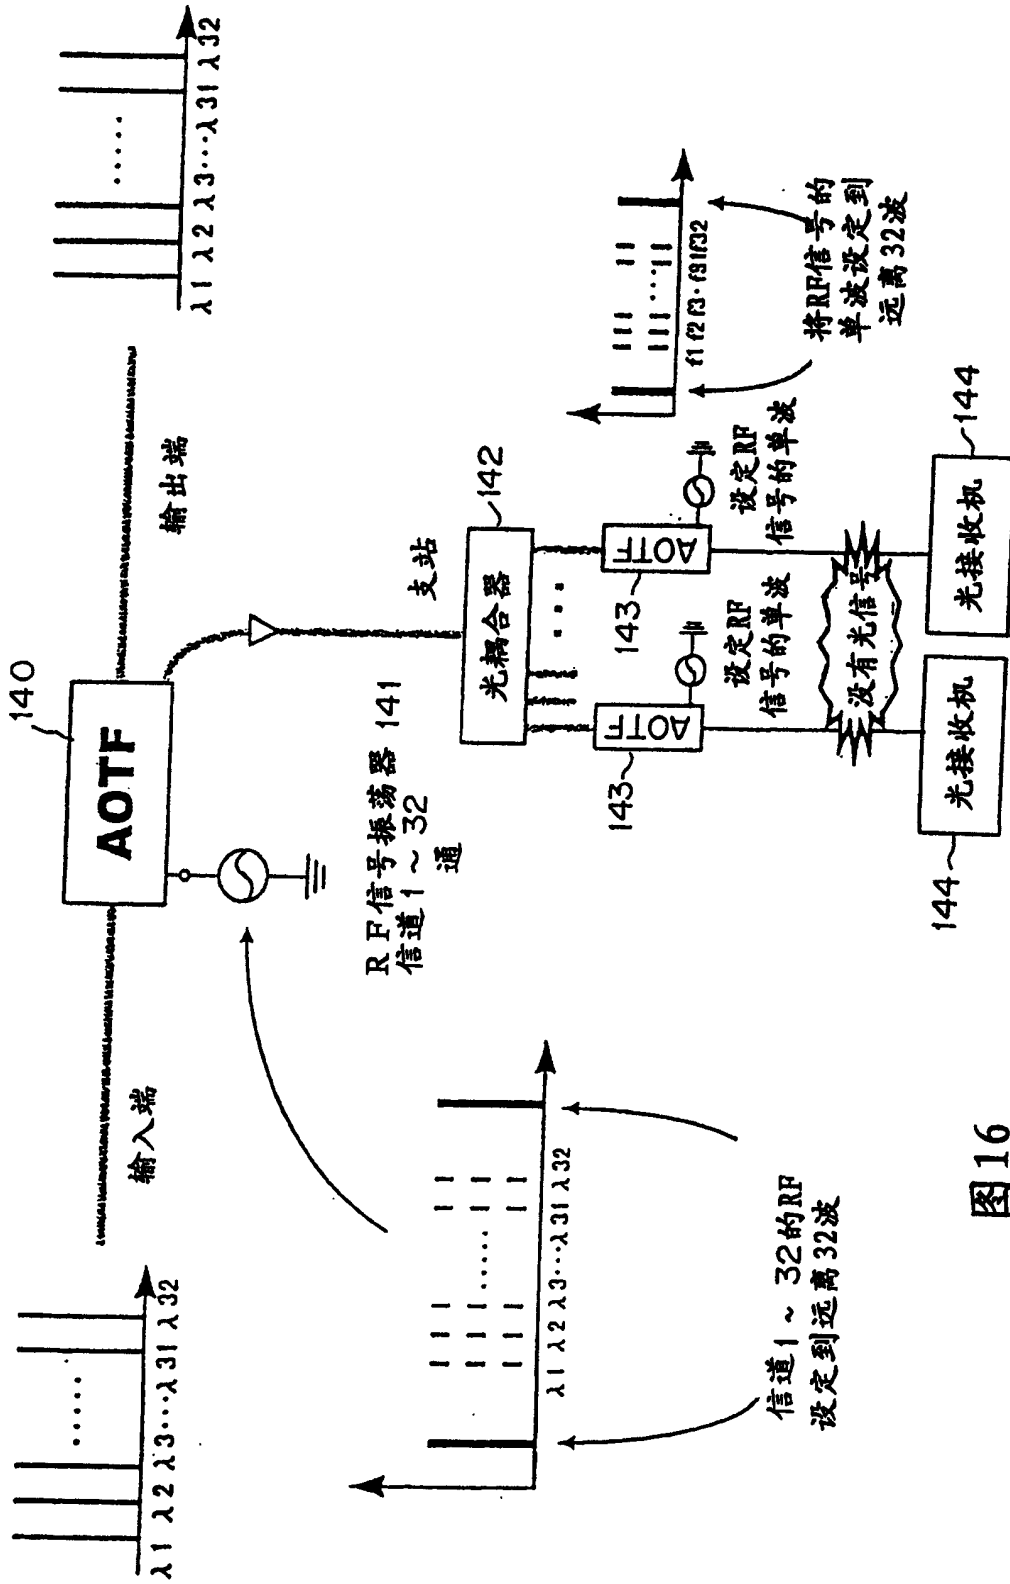 λ1 λ2 λ3···λ31 λ32
输入端
140
AOTF
输出端
λ1 λ2 λ3···λ31 λ32
RF信号振荡器 141
信道1~32
通
λ1 λ2 λ3···λ31 λ32
信道1~32的RF
设定到远离32波
支站
光耦合器
142
143
AOTF
设定RF
信号的单波
143
AOTF
设定RF
信号的单波
f1 f2 f3·f31f32
将RF信号的
单波设定到
远离32波
没有光信号
144
光接收机
光接收机
144
图16